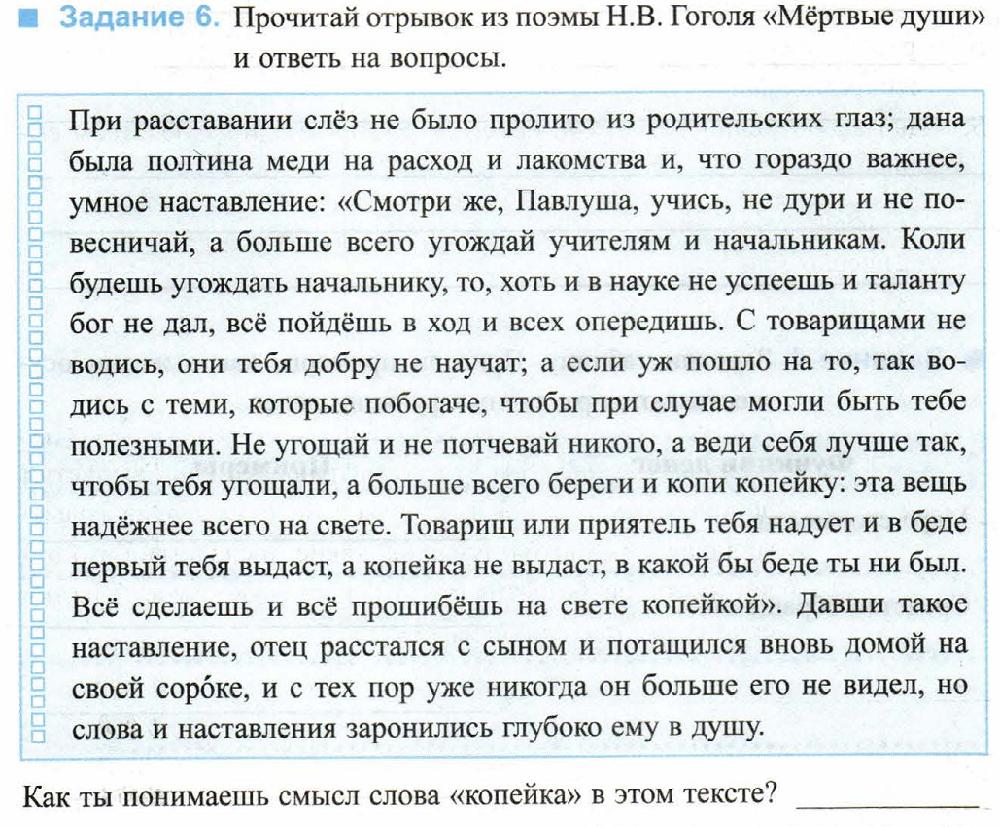 Задание 6. Прочитай отрывок из поэмы Н.В. Гоголя «Мёртвые души»
и ответь на вопросы.
При расставании слёз не было пролито из родительских глаз; дана
была полтина меди на расход и лакомства и, что гораздо важнее,
умное наставление: «Смотри же, Павлуша, учись, не дури и не по-
весничай, а больше всего угождай учителям и начальникам. Коли
будешь угождать начальнику, то, хоть и в науке не успеешь и таланту
бог не дал, всё пойдёшь в ход и всех опередишь. С товарищами не
водись, они тебя добру не научат; а если уж пошло на то, так во-
дись с теми, которые побогаче, чтобы при случае могли быть тебе
полезными. Не угощай и не потчевай никого, а веди себя лучше так,
чтобы тебя угощали, а больше всего береги и копи копейку: эта вещь
надёжнее всего на свете. Товарищ или приятель тебя надует и в беде
первый тебя выдаст, а копейка не выдаст, в какой бы беде ты ни был.
Всё сделаешь и всё прошибёшь на свете копейкой». Давши такое
наставление, отец расстался с сыном и потащился вновь домой на
своей соро́ке, и с тех пор уже никогда он больше его не видел, но
слова и наставления заронились глубоко ему в душу.
Как ты понимаешь смысл слова «копейка» в этом тексте?